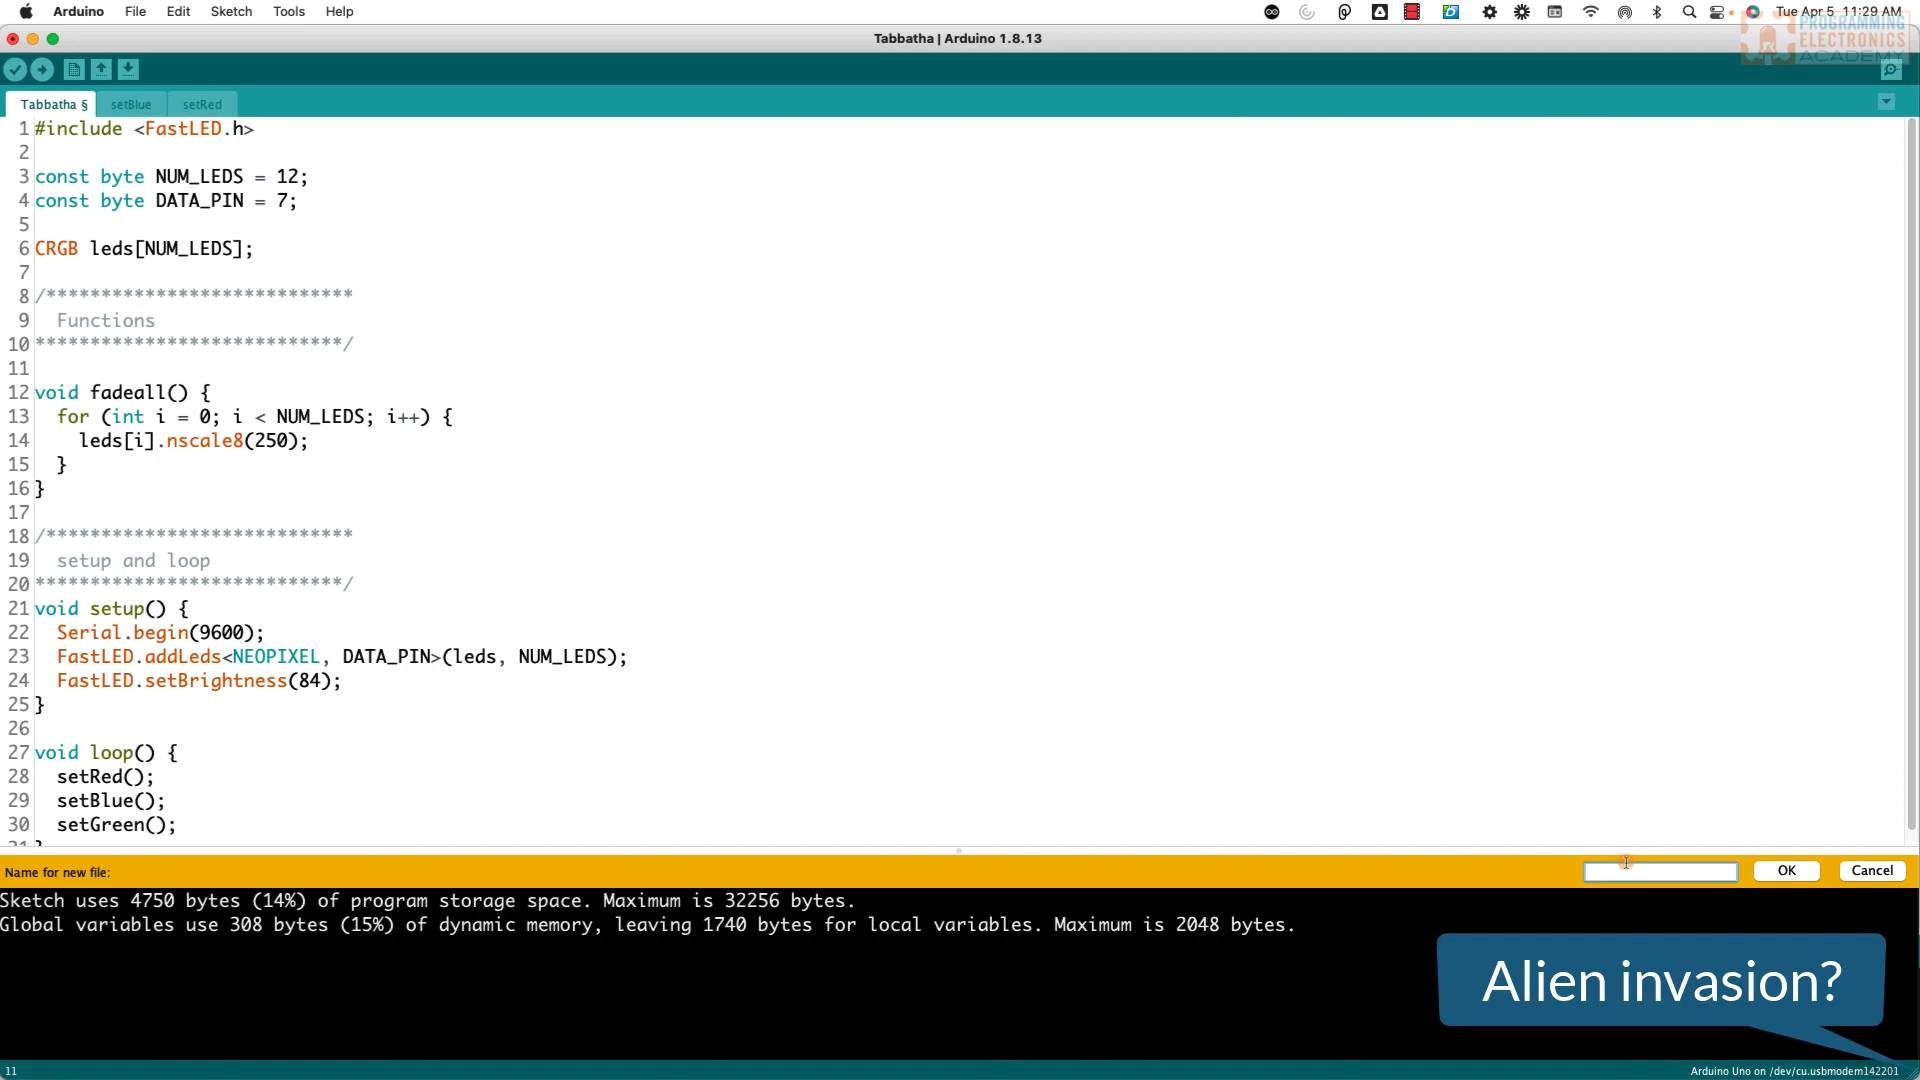 Arduino File Edit Sketch Tools Help Tue Apr 5 11:29 AM
PROGRAMMING
ELECTRONICS
ACADEMY
Tabbatha | Arduino 1.8.13
Tabbatha § setBlue setRed
1 #include <FastLED.h>
2
3 const byte NUM_LEDS = 12;
4 const byte DATA_PIN = 7;
5
6 CRGB leds[NUM_LEDS];
7
8 /****************************
9 Functions
10 ****************************/
11
12 void fadeall() {
13 for (int i = 0; i < NUM_LEDS; i++) {
14 leds[i].nscale8(250);
15 }
16 }
17
18 /****************************
19 setup and loop
20 ****************************/
21 void setup() {
22 Serial.begin(9600);
23 FastLED.addLeds<NEOPIXEL, DATA_PIN>(leds, NUM_LEDS);
24 FastLED.setBrightness(84);
25 }
26
27 void loop() {
28 setRed();
29 setBlue();
30 setGreen();
31 }
Name for new file: OK Cancel
Sketch uses 4750 bytes (14%) of program storage space. Maximum is 32256 bytes.
Global variables use 308 bytes (15%) of dynamic memory, leaving 1740 bytes for local variables. Maximum is 2048 bytes.
Alien invasion?
11 Arduino Uno on /dev/cu.usbmodem142201